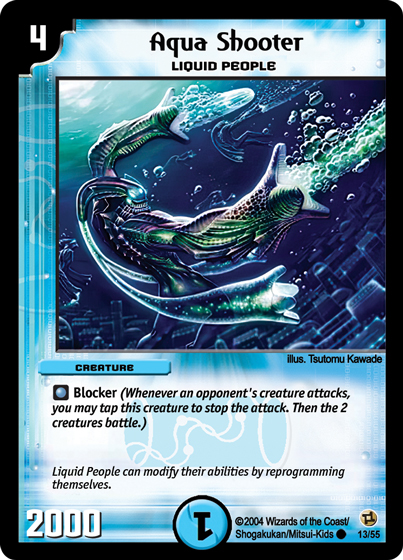 4
Aqua Shooter
LIQUID PEOPLE
illus. Tsutomu Kawade
CREATURE
Blocker (Whenever an opponent's creature attacks,
you may tap this creature to stop the attack. Then the 2
creatures battle.)
Liquid People can modify their abilities by reprogramming
themselves.
2000
1
©2004 Wizards of the Coast/
Shogakukan/Mitsui-Kids ● 13/55